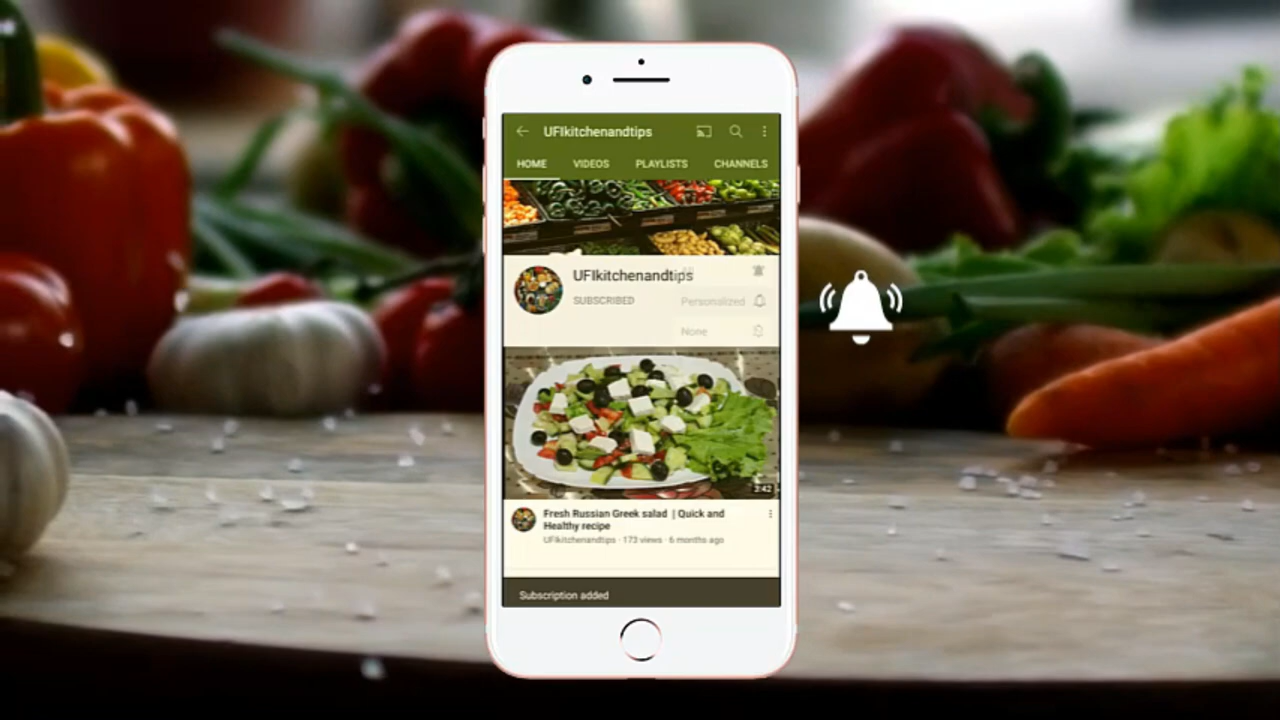 UFIkitchenandtips
HOME VIDEOS PLAYLISTS CHANNELS
UFIkitchenandtips
SUBSCRIBED
Personalized
None
3:42
Fresh Russian Greek salad | Quick and
Healthy recipe
UFIkitchenandtips · 173 views · 6 months ago
Subscription added